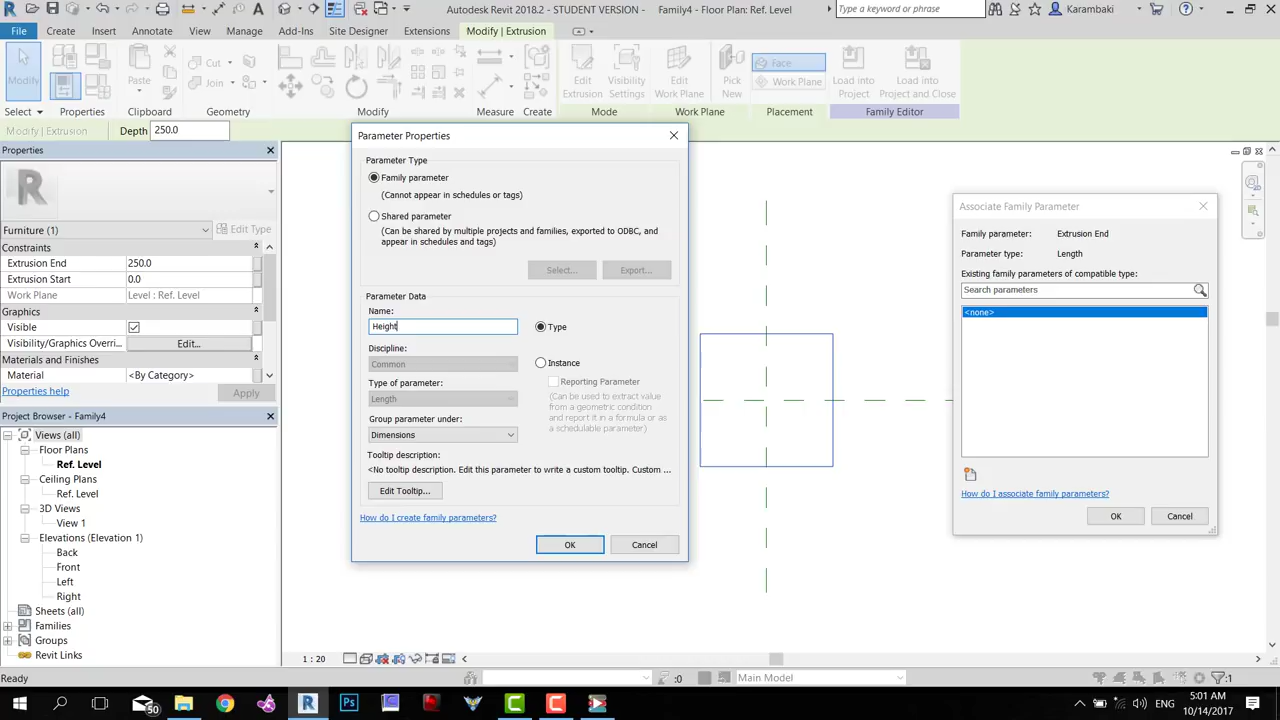 Autodesk Revit 2018.2 - STUDENT VERSION - Family4 - Floor Plan: Ref. Level
Type a keyword or phrase
Karambaki
File Create Insert Annotate View Manage Add-Ins Site Designer Extensions Modify | Extrusion
Modify
Paste
Cut
Join
Edit Extrusion
Visibility Settings
Edit Work Plane
Pick New
Face
Work Plane
Load into Project
Load into Project and Close
Select Properties Clipboard Geometry Modify Measure Create Mode Work Plane Placement Family Editor
Modify | Extrusion
Depth 250.0
Properties
Furniture (1)
Edit Type
Constraints
Extrusion End 250.0
Extrusion Start 0.0
Work Plane Level : Ref. Level
Graphics
Visible
Visibility/Graphics Overri... Edit...
Materials and Finishes
Material <By Category>
Properties help
Apply
Project Browser - Family4
Views (all)
Floor Plans
Ref. Level
Ceiling Plans
Ref. Level
3D Views
View 1
Elevations (Elevation 1)
Back
Front
Left
Right
Sheets (all)
Families
Groups
Revit Links
Parameter Properties
Parameter Type
Family parameter
(Cannot appear in schedules or tags)
Shared parameter
(Can be shared by multiple projects and families, exported to ODBC, and
appear in schedules and tags)
Select... Export...
Parameter Data
Name:
Height
Type
Discipline:
Common
Instance
Type of parameter:
Length
Reporting Parameter
(Can be used to extract value
from a geometric condition
and report it in a formula or as
a schedulable parameter)
Group parameter under:
Dimensions
Tooltip description:
<No tooltip description. Edit this parameter to write a custom tooltip. Custom ...
Edit Tooltip...
How do I create family parameters?
OK Cancel
Associate Family Parameter
Family parameter: Extrusion End
Parameter type: Length
Existing family parameters of compatible type:
Search parameters
<none>
How do I associate family parameters?
OK Cancel
1 : 20
Ready
:0
Main Model
:1
50
5:01 AM
10/14/2017